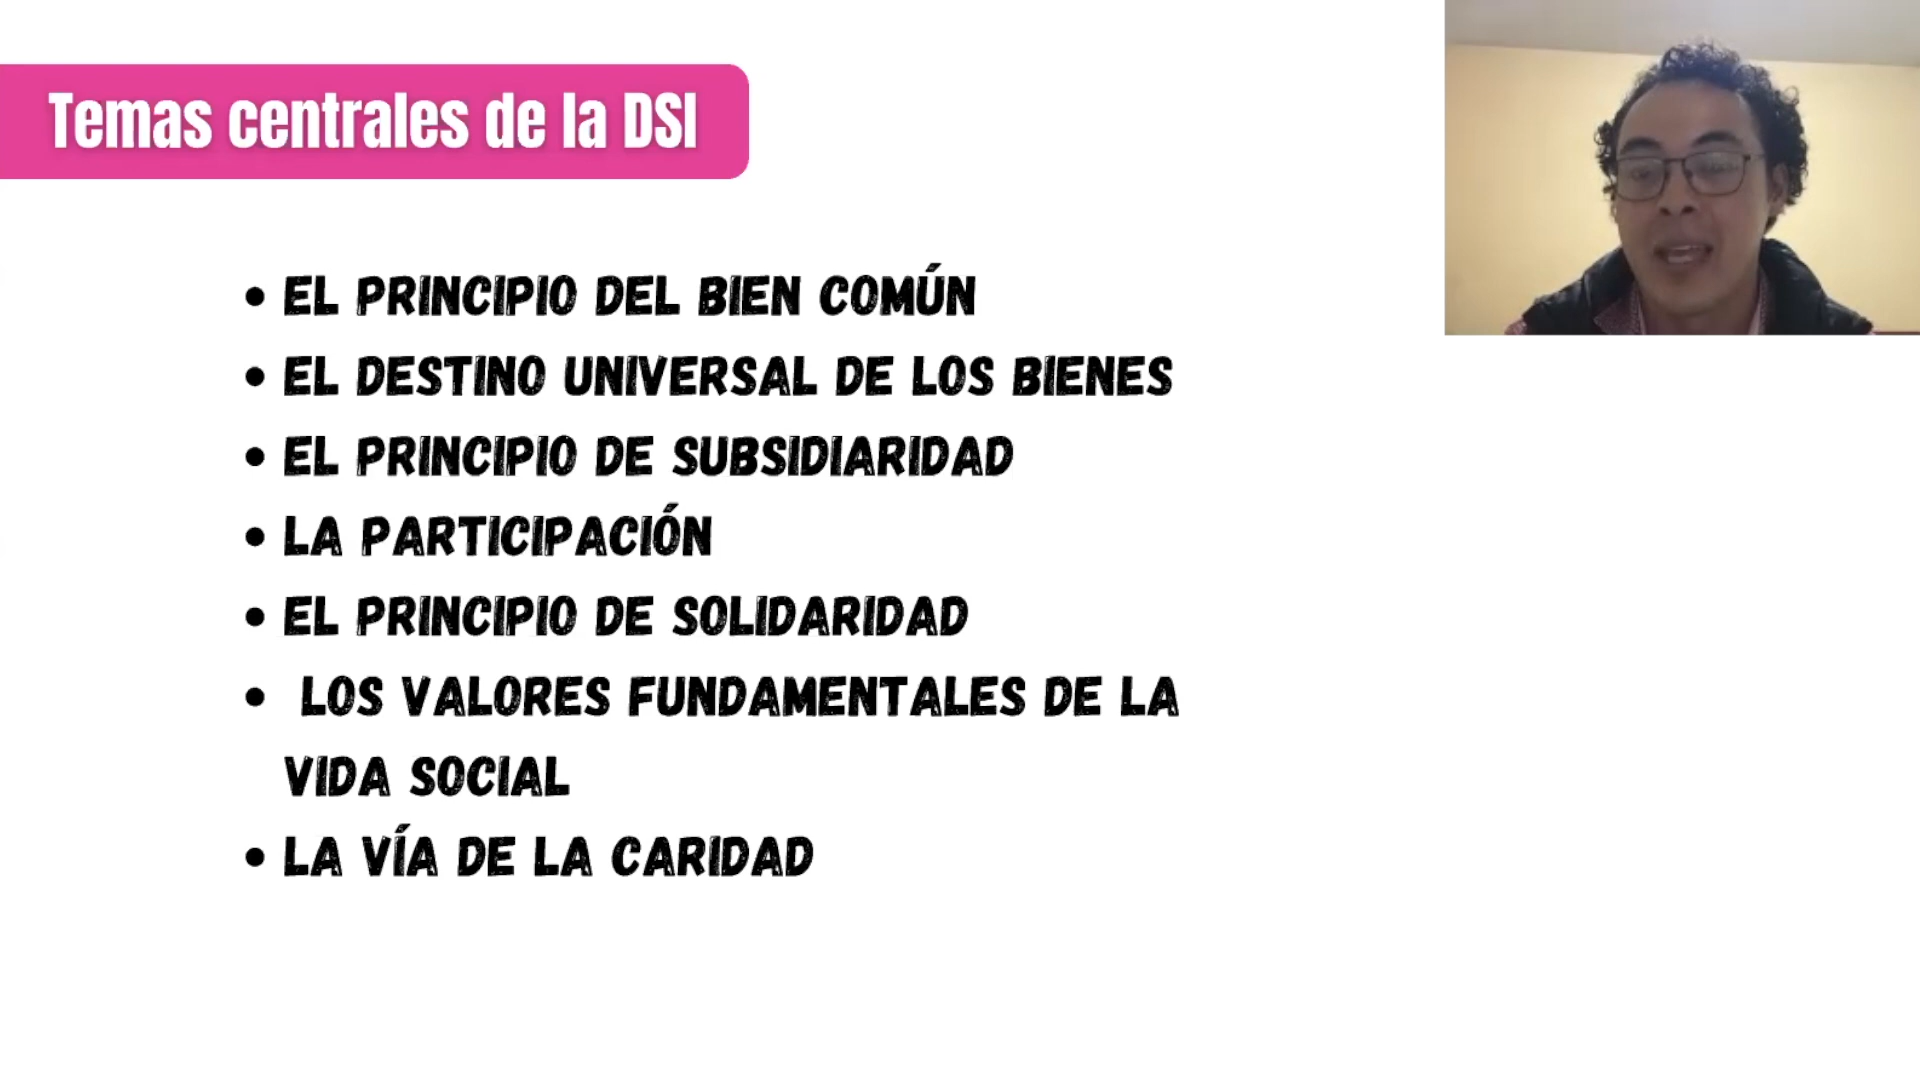 Temas centrales de la DSI
• EL PRINCIPIO DEL BIEN COMÚN
• EL DESTINO UNIVERSAL DE LOS BIENES
• EL PRINCIPIO DE SUBSIDIARIDAD
• LA PARTICIPACIÓN
• EL PRINCIPIO DE SOLIDARIDAD
• LOS VALORES FUNDAMENTALES DE LA
VIDA SOCIAL
• LA VÍA DE LA CARIDAD